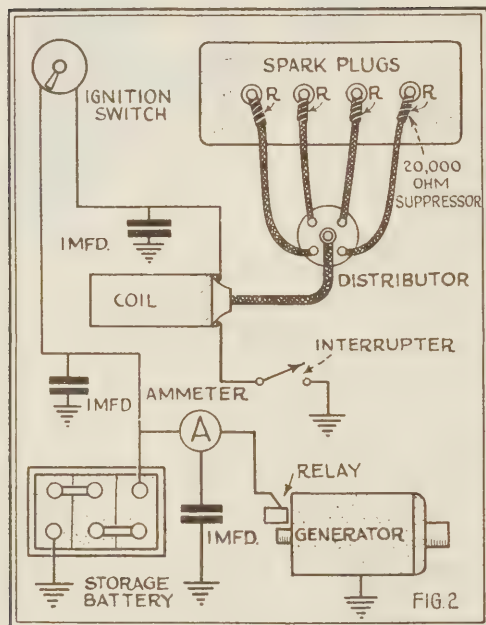 SPARK PLUGS
R R R R
IGNITION
SWITCH
20,000
OHM
SUPPRESSOR
1MFD.
DISTRIBUTOR
COIL
INTERRUPTER
1MFD
AMMETER
A
RELAY
1MFD.
GENERATOR
STORAGE
BATTERY
FIG.2